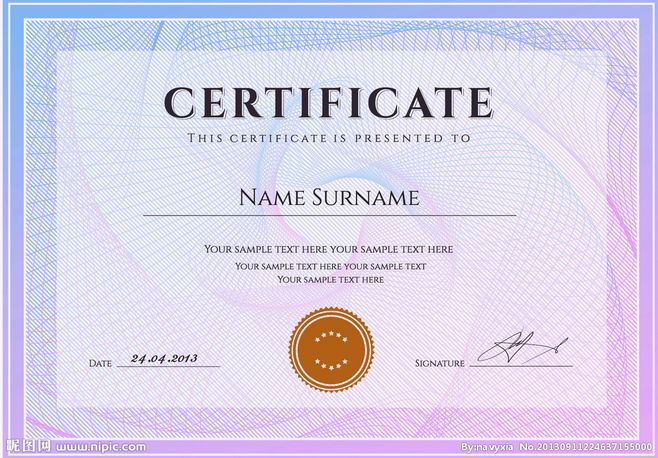 CERTIFICATE
THIS CERTIFICATE IS PRESENTED TO
NAME SURNAME
YOUR SAMPLE TEXT HERE YOUR SAMPLE TEXT HERE
YOUR SAMPLE TEXT HERE YOUR SAMPLE TEXT
YOUR SAMPLE TEXT HERE
DATE 24.04.2013
SIGNATURE
昵图网 www.nipic.com
By:navyxia No.20130911224637155000